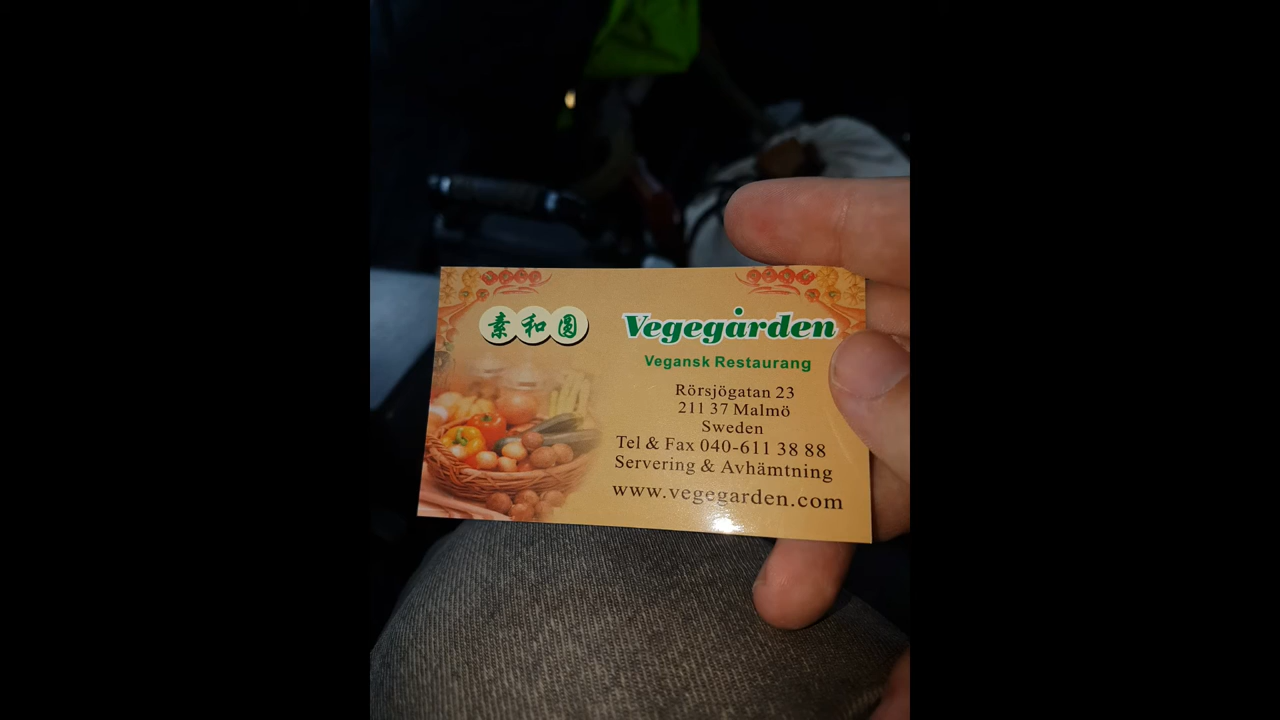 素和圆
Vegegården
Vegansk Restaurang
Rörsjögatan 23
211 37 Malmö
Sweden
Tel & Fax 040-611 38 88
Servering & Avhämtning
www.vegegarden.com